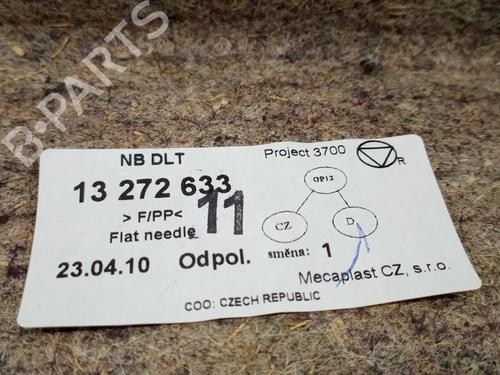 B-PARTS
NB DLT
Project 3700
R
13 272 633
> F/PP<
11
Flat needle
OP12
CZ
D
23.04.10 Odpol. směna: 1
Mecaplast CZ, s.r.o.
COO: CZECH REPUBLIC